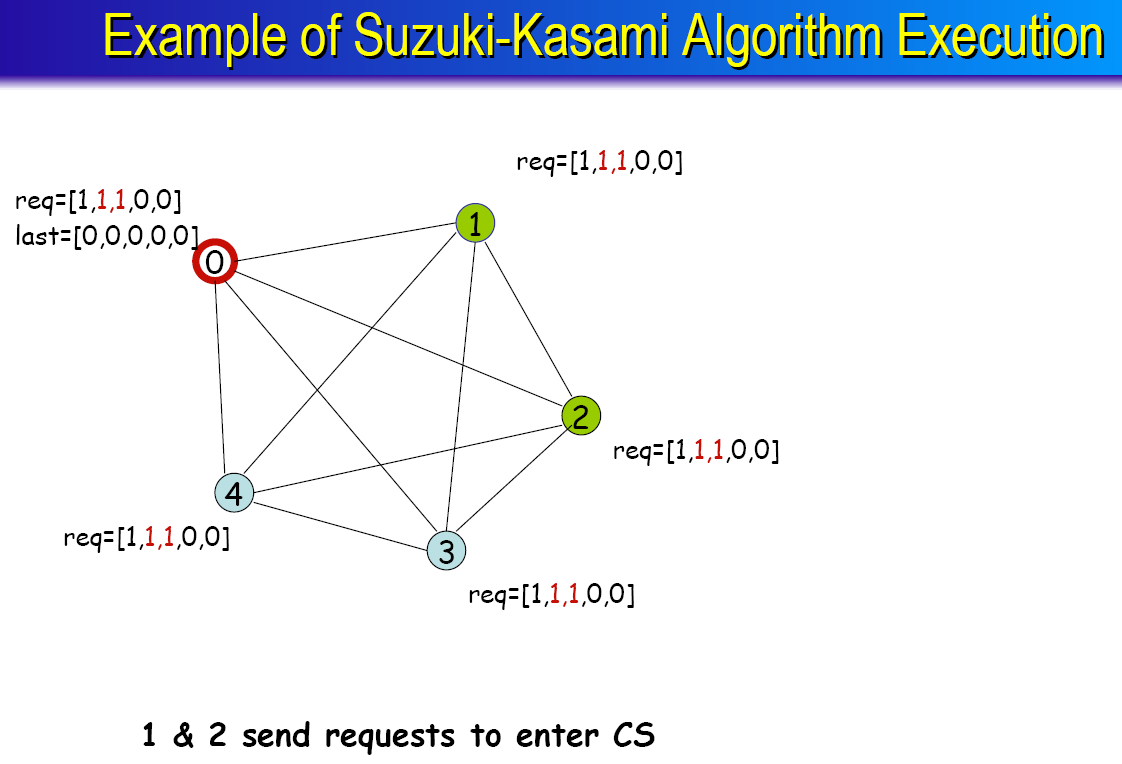 Example of Suzuki-Kasami Algorithm Execution
req=[1,1,1,0,0]
req=[1,1,1,0,0]
last=[0,0,0,0,0]
1
0
2
req=[1,1,1,0,0]
4
req=[1,1,1,0,0]
3
req=[1,1,1,0,0]
1 & 2 send requests to enter CS